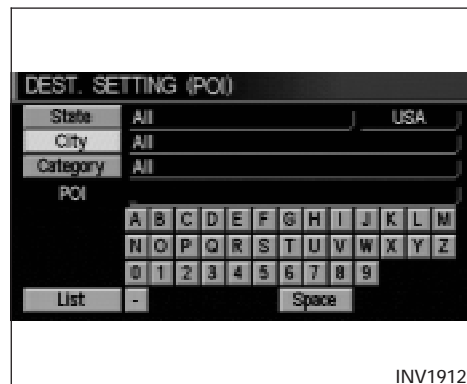 DEST. SETTING (POI)
State All USA
City All
Category All
POI _
A B C D E F G H I J K L M
N O P Q R S T U V W X Y Z
0 1 2 3 4 5 6 7 8 9
List - Space
INV1912